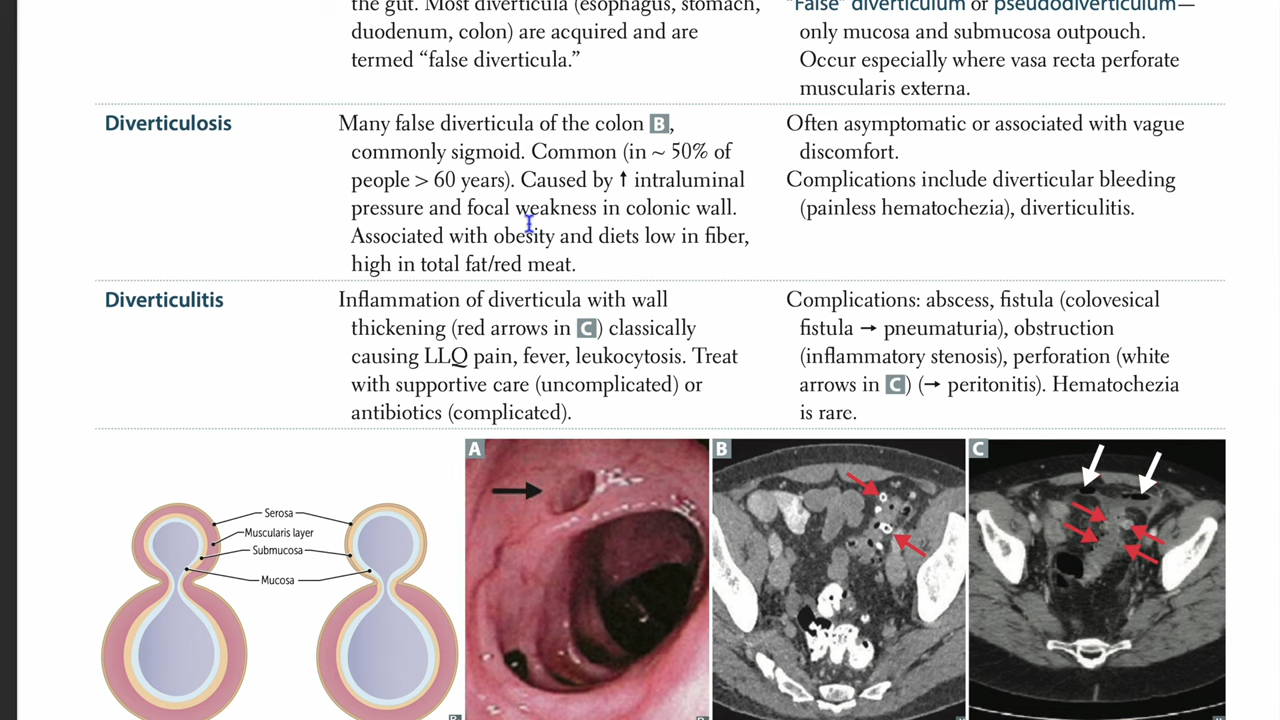 the gut. Most diverticula (esophagus, stomach,
duodenum, colon) are acquired and are
termed “false diverticula.”
“False” diverticulum or pseudodiverticulum—
only mucosa and submucosa outpouch.
Occur especially where vasa recta perforate
muscularis externa.
Diverticulosis
Many false diverticula of the colon B,
commonly sigmoid. Common (in ~ 50% of
people > 60 years). Caused by ↑ intraluminal
pressure and focal weakness in colonic wall.
Associated with obesity and diets low in fiber,
high in total fat/red meat.
Often asymptomatic or associated with vague
discomfort.
Complications include diverticular bleeding
(painless hematochezia), diverticulitis.
Diverticulitis
Inflammation of diverticula with wall
thickening (red arrows in C) classically
causing LLQ pain, fever, leukocytosis. Treat
with supportive care (uncomplicated) or
antibiotics (complicated).
Complications: abscess, fistula (colovesical
fistula → pneumaturia), obstruction
(inflammatory stenosis), perforation (white
arrows in C) (→ peritonitis). Hematochezia
is rare.
A
B
C
Serosa
Muscularis layer
Submucosa
Mucosa